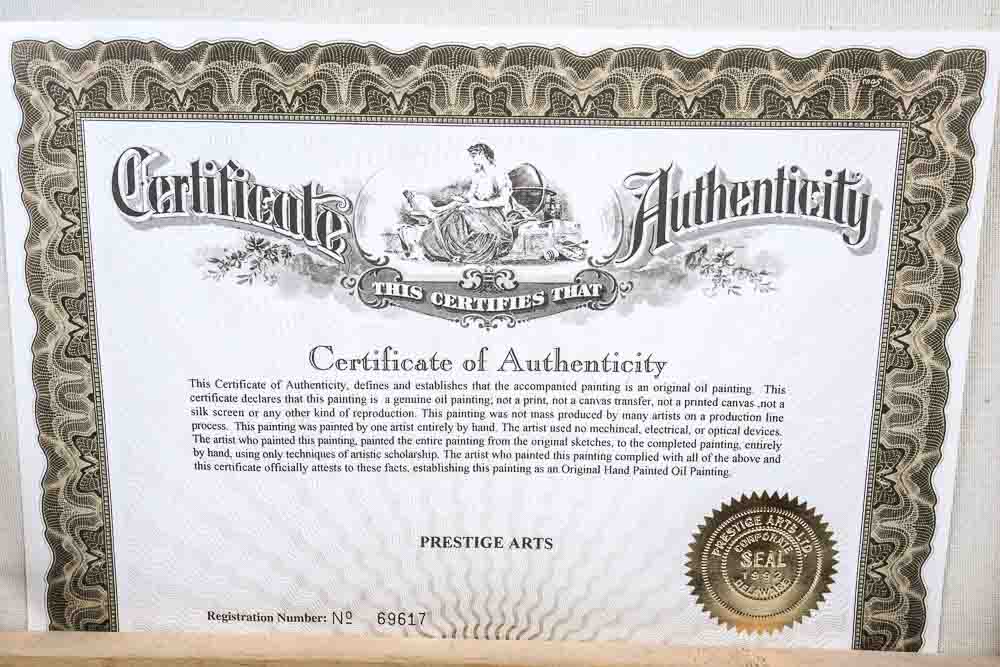 Certificate Authenticity
THIS CERTIFIES THAT
Certificate of Authenticity
This Certificate of Authenticity, defines and establishes that the accompanied painting is an original oil painting. This
certificate declares that this painting is a genuine oil painting; not a print, not a canvas transfer, not a printed canvas ,not a
silk screen or any other kind of reproduction. This painting was not mass produced by many artists on a production line
process. This painting was painted by one artist entirely by hand. The artist used no mechincal, electrical, or optical devices.
The artist who painted this painting, painted the entire painting from the original sketches, to the completed painting, entirely
by hand, using only techniques of artistic scholarship. The artist who painted this painting complied with all of the above and
this certificate officially attests to these facts, establishing this painting as an Original Hand Painted Oil Painting.
PRESTIGE ARTS
PRESTIGE ARTS LTD
CORPORATE
SEAL
1992
DELAWARE
Registration Number: Nº 69617